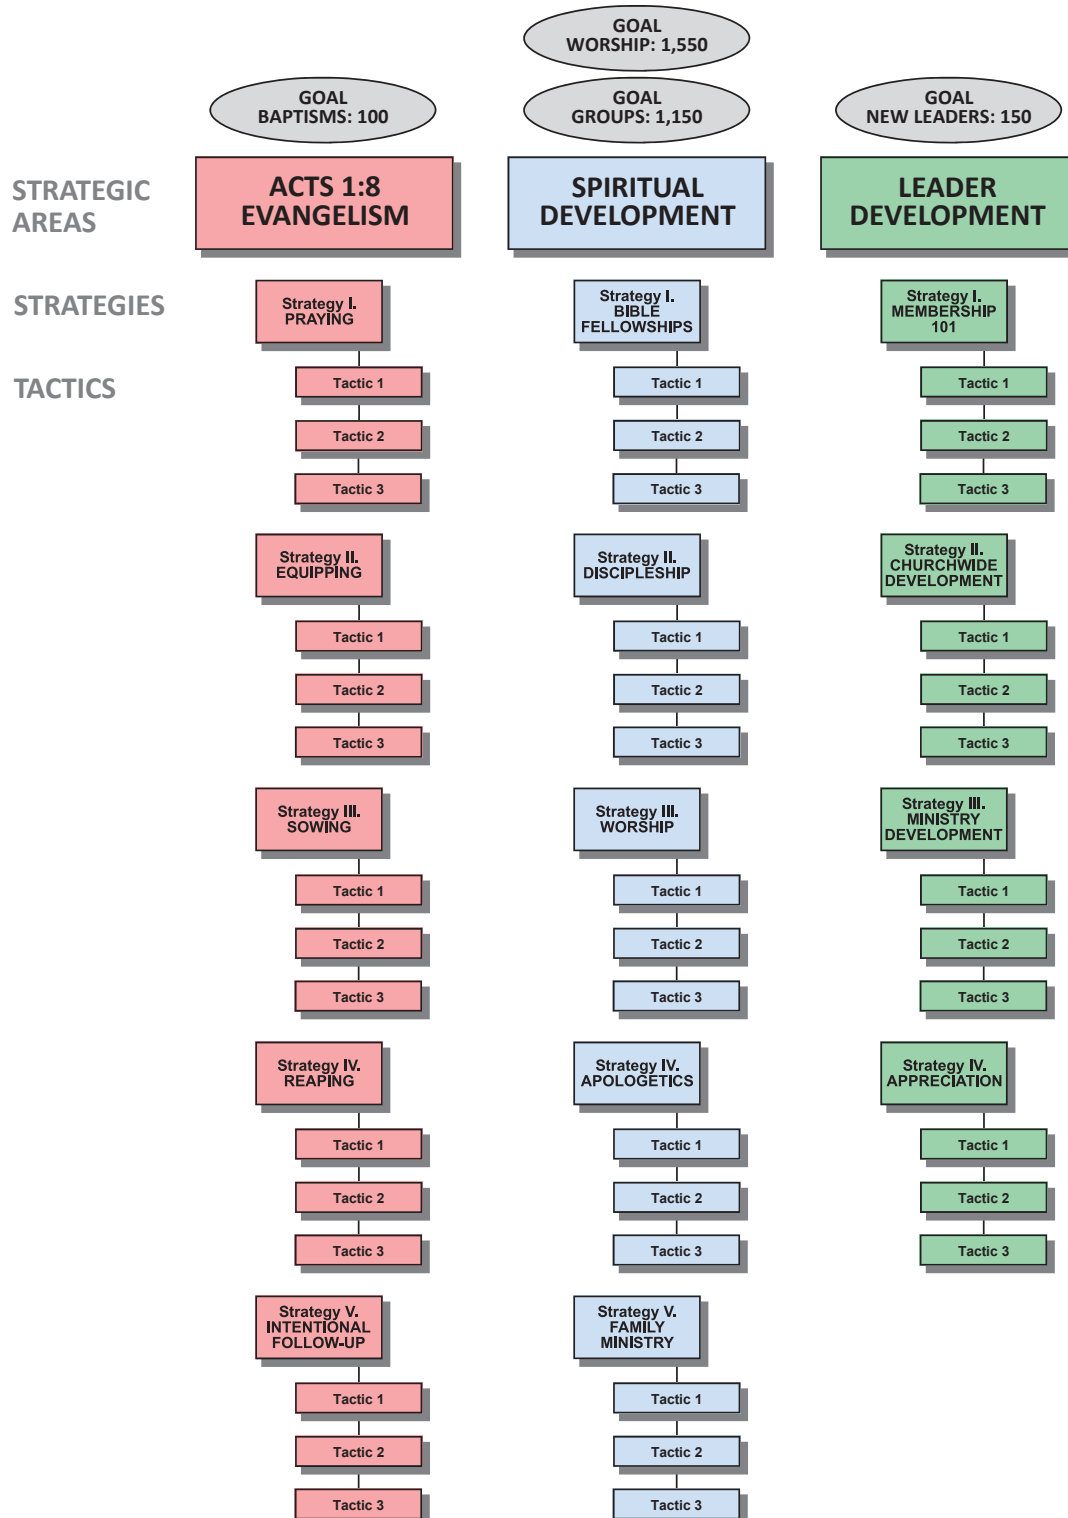 GOAL
WORSHIP: 1,550
GOAL
BAPTISMS: 100
GOAL
GROUPS: 1,150
GOAL
NEW LEADERS: 150
STRATEGIC
AREAS
ACTS 1:8
EVANGELISM
SPIRITUAL
DEVELOPMENT
LEADER
DEVELOPMENT
STRATEGIES
TACTICS
Strategy I.
PRAYING
Tactic 1
Tactic 2
Tactic 3
Strategy II.
EQUIPPING
Tactic 1
Tactic 2
Tactic 3
Strategy III.
SOWING
Tactic 1
Tactic 2
Tactic 3
Strategy IV.
REAPING
Tactic 1
Tactic 2
Tactic 3
Strategy V.
INTENTIONAL
FOLLOW-UP
Tactic 1
Tactic 2
Tactic 3
Strategy I.
BIBLE
FELLOWSHIPS
Tactic 1
Tactic 2
Tactic 3
Strategy II.
DISCIPLESHIP
Tactic 1
Tactic 2
Tactic 3
Strategy III.
WORSHIP
Tactic 1
Tactic 2
Tactic 3
Strategy IV.
APOLOGETICS
Tactic 1
Tactic 2
Tactic 3
Strategy V.
FAMILY
MINISTRY
Tactic 1
Tactic 2
Tactic 3
Strategy I.
MEMBERSHIP
101
Tactic 1
Tactic 2
Tactic 3
Strategy II.
CHURCHWIDE
DEVELOPMENT
Tactic 1
Tactic 2
Tactic 3
Strategy III.
MINISTRY
DEVELOPMENT
Tactic 1
Tactic 2
Tactic 3
Strategy IV.
APPRECIATION
Tactic 1
Tactic 2
Tactic 3